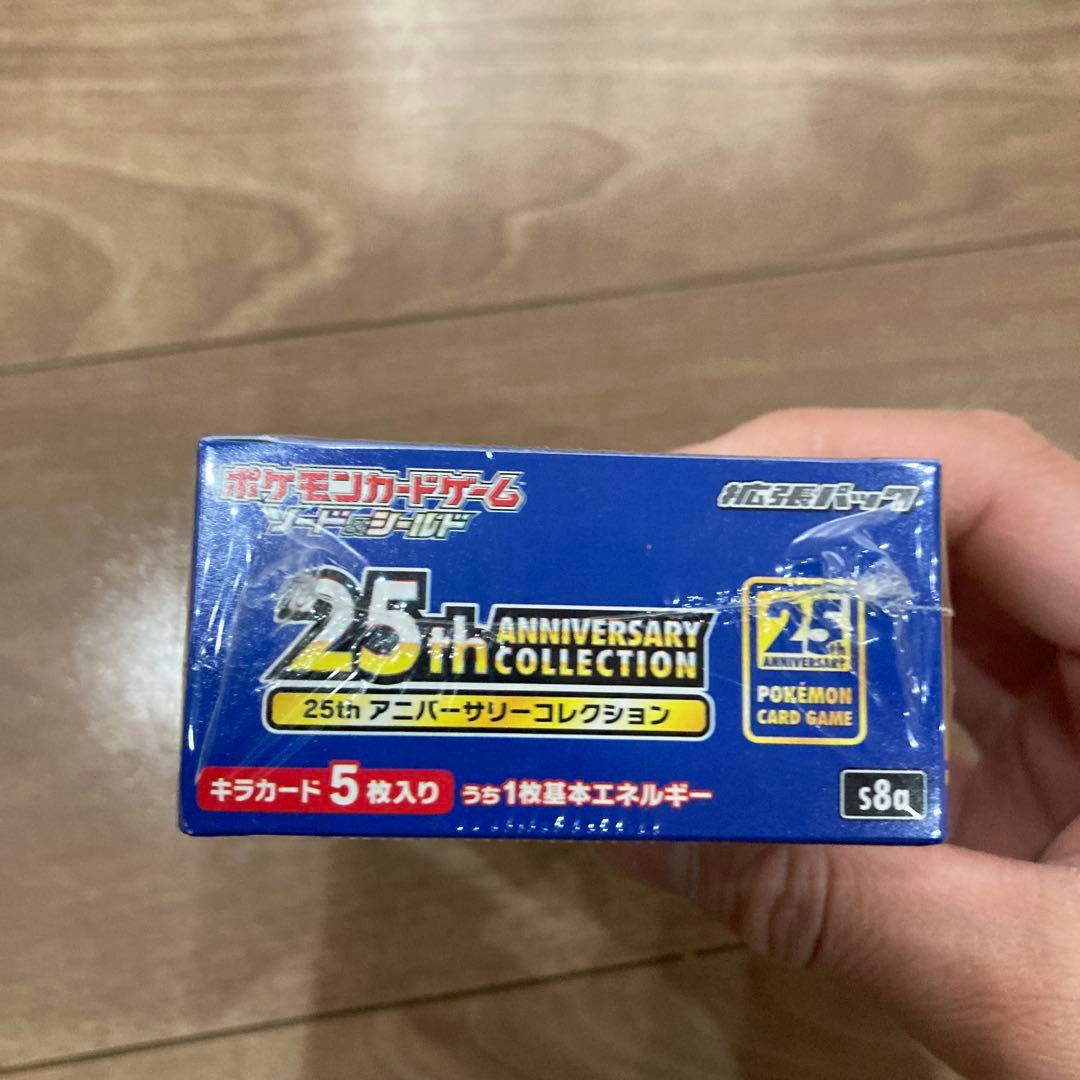 ポケモンカードゲーム
ソード&シールド
拡張パック
25th ANNIVERSARY
COLLECTION
25th アニバーサリーコレクション
25th
ANNIVERSARY
POKÉMON
CARD GAME
キラカード5枚入り うち1枚基本エネルギー
s8a